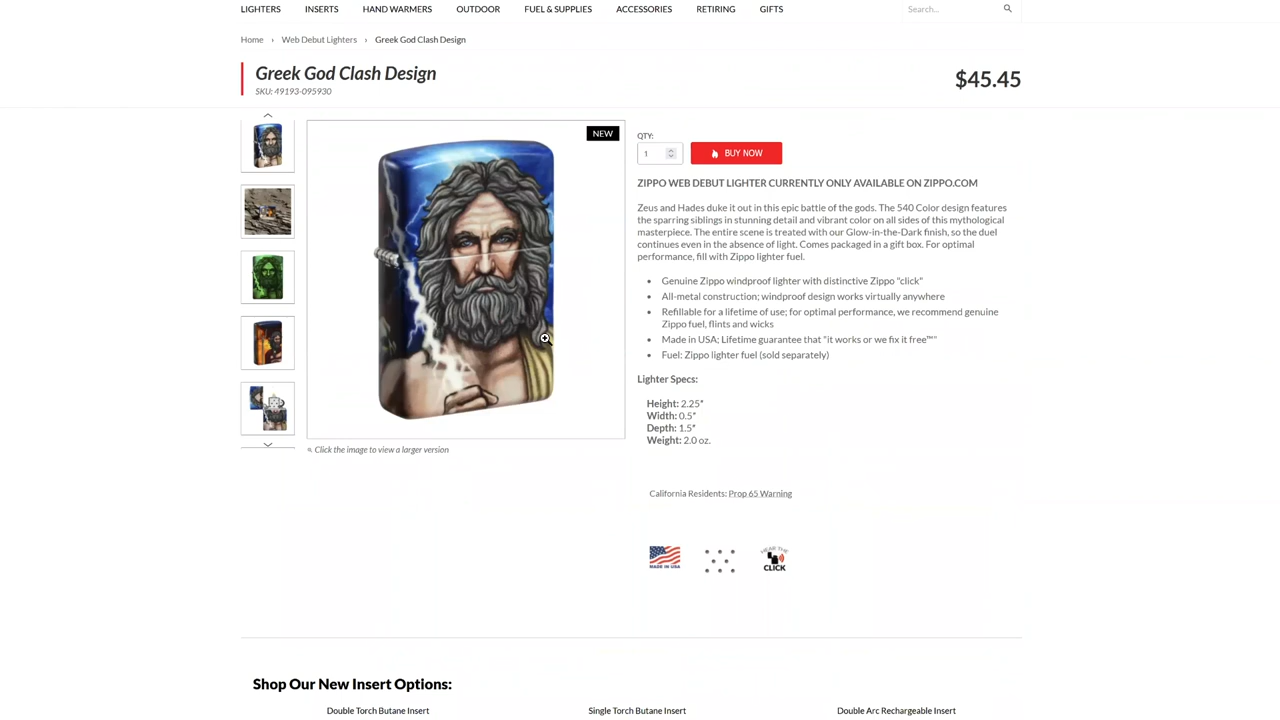 LIGHTERS INSERTS HAND WARMERS OUTDOOR FUEL & SUPPLIES ACCESSORIES RETIRING GIFTS Search...
Home › Web Debut Lighters › Greek God Clash Design
Greek God Clash Design
SKU: 49193-095930
$45.45
NEW
QTY:
1
BUY NOW
ZIPPO WEB DEBUT LIGHTER CURRENTLY ONLY AVAILABLE ON ZIPPO.COM
Zeus and Hades duke it out in this epic battle of the gods. The 540 Color design features
the sparring siblings in stunning detail and vibrant color on all sides of this mythological
masterpiece. The entire scene is treated with our Glow-in-the-Dark finish, so the duel
continues even in the absence of light. Comes packaged in a gift box. For optimal
performance, fill with Zippo lighter fuel.
• Genuine Zippo windproof lighter with distinctive Zippo "click"
• All-metal construction; windproof design works virtually anywhere
• Refillable for a lifetime of use; for optimal performance, we recommend genuine
Zippo fuel, flints and wicks
• Made in USA; Lifetime guarantee that "it works or we fix it free™"
• Fuel: Zippo lighter fuel (sold separately)
Lighter Specs:
Height: 2.25"
Width: 0.5"
Depth: 1.5"
Weight: 2.0 oz.
Click the image to view a larger version
California Residents: Prop 65 Warning
MADE IN USA
HEAR THE
CLICK
Shop Our New Insert Options:
Double Torch Butane Insert Single Torch Butane Insert Double Arc Rechargeable Insert